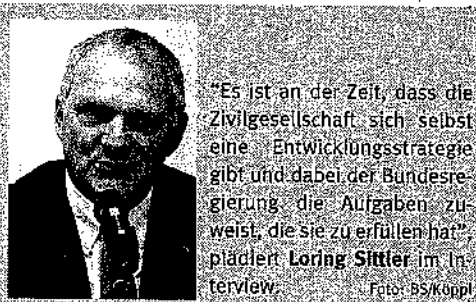 "Es ist an der Zeit, dass die
Zivilgesellschaft sich selbst
eine Entwicklungsstrategie
gibt und dabei der Bundesre-
gierung die Aufgaben zu-
weist, die sie zu erfüllen hat",
plädiert Loring Sittler im In-
terview. Foto: BS/Köppl